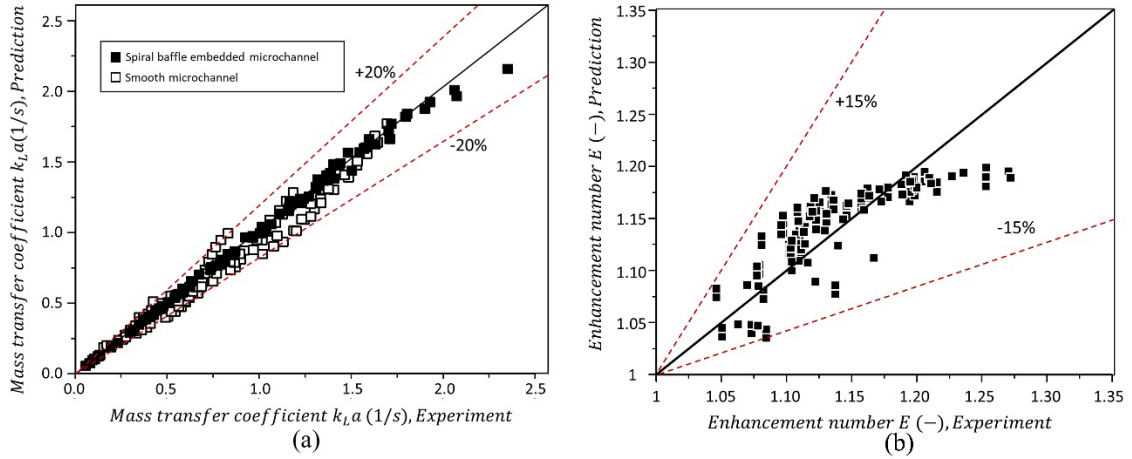 Mass transfer coefficient k_L a (1/s), Prediction
2.5
2.0
1.5
1.0
0.5
0.0
Spiral baffle embedded microchannel
Smooth microchannel
+20%
-20%
0.0 0.5 1.0 1.5 2.0 2.5
Mass transfer coefficient k_L a (1/s), Experiment
(a)
Enhancement number E (−), Prediction
1.35
1.30
1.25
1.20
1.15
1.10
1.05
1
+15%
-15%
1 1.05 1.10 1.15 1.20 1.25 1.30 1.35
Enhancement number E (−), Experiment
(b)